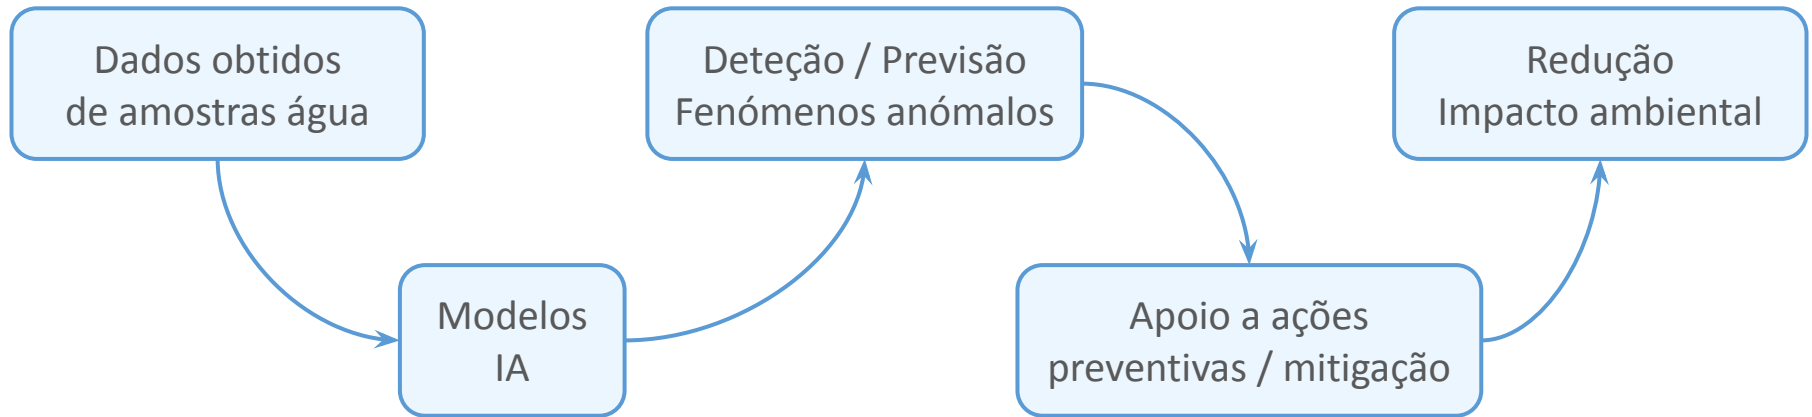 Dados obtidos
de amostras água
Modelos
IA
Deteção / Previsão
Fenómenos anómalos
Apoio a ações
preventivas / mitigação
Redução
Impacto ambiental